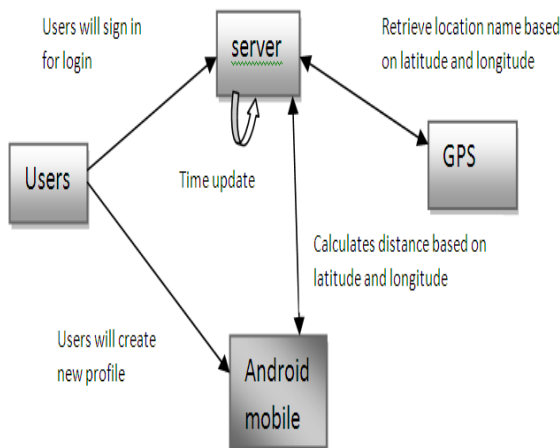 Users will sign in
for login
server
Retrieve location name based
on latitude and longitude
GPS
Users
Time update
Calculates distance based on
latitude and longitude
Users will create
new profile
Android
mobile